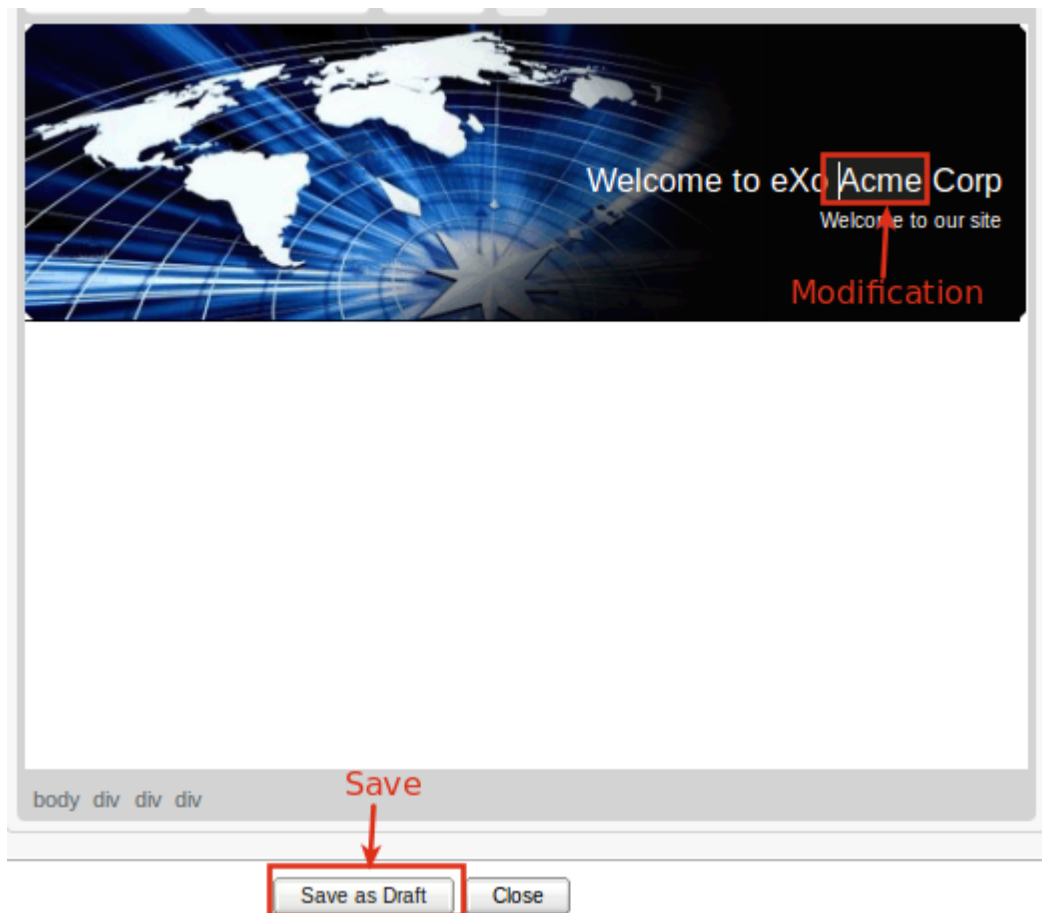 Welcome to eXo Acme Corp
Welcome to our site
Modification
Save
body div div div
Save as Draft Close